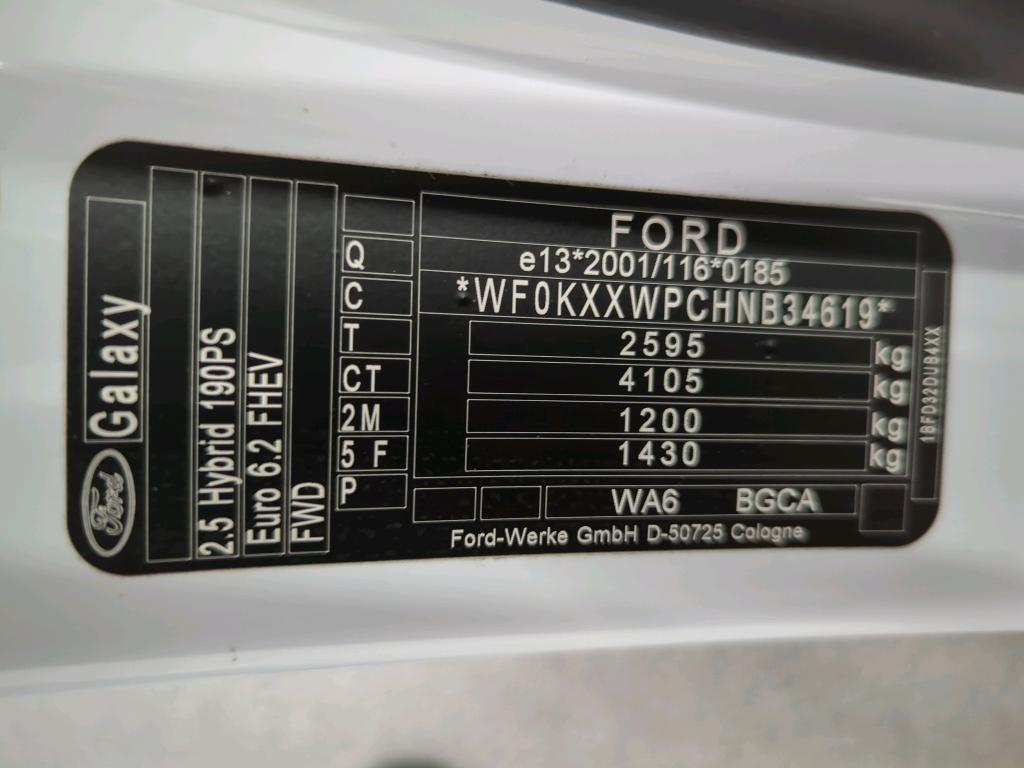 FORD
e13*2001/116*0185
*WF0KXXWPCHNB34619*
2595 kg
4105 kg
1200 kg
1430 kg
WA6 BGCA
Ford-Werke GmbH D-50725 Cologne
Q
C
T
CT
2M
5 F
P
Ford Galaxy
2.5 Hybrid 190PS
Euro 6.2 FHEV
FWD
1BFD32DUB4XX